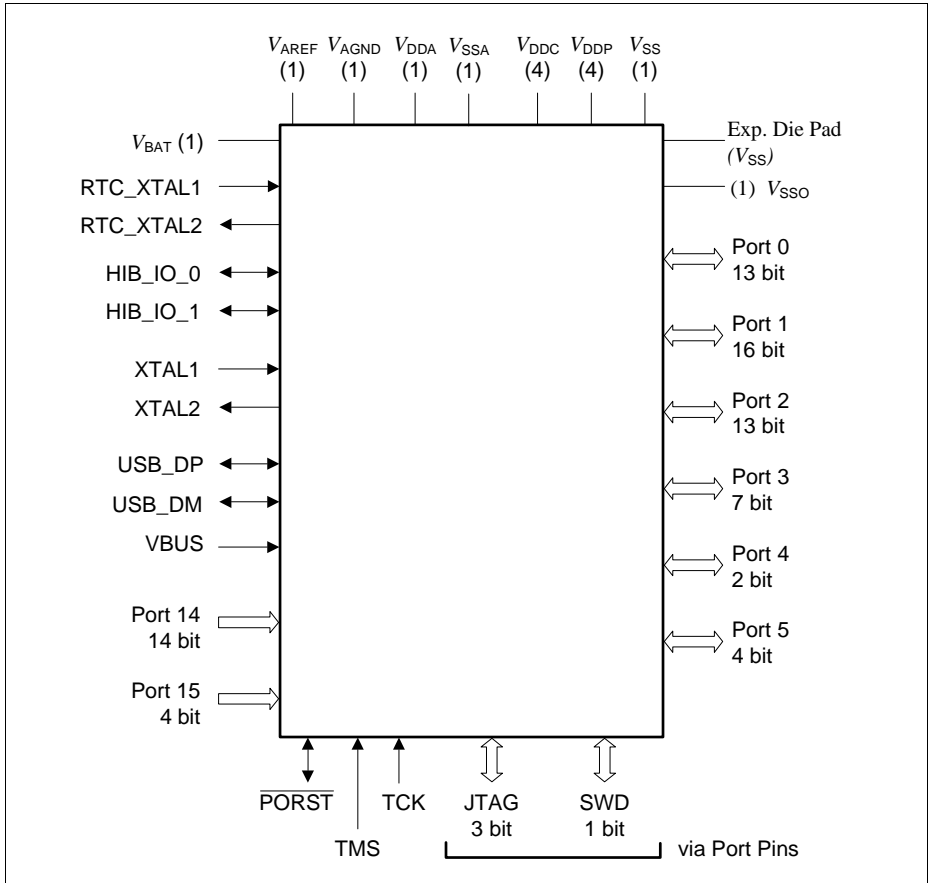 VAREF VAGND VDDA VSSA VDDC VDDP VSS
(1) (1) (1) (1) (4) (4) (1)
VBAT (1)
RTC_XTAL1
RTC_XTAL2
HIB_IO_0
HIB_IO_1
XTAL1
XTAL2
USB_DP
USB_DM
VBUS
Port 14
14 bit
Port 15
4 bit
Exp. Die Pad
(VSS)
(1) VSSO
Port 0
13 bit
Port 1
16 bit
Port 2
13 bit
Port 3
7 bit
Port 4
2 bit
Port 5
4 bit
PORST
TMS
TCK
JTAG
3 bit
SWD
1 bit
via Port Pins